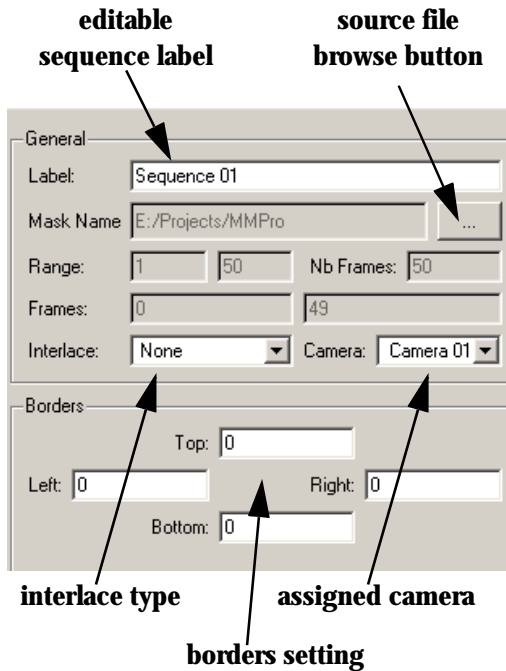 editable
sequence label
source file
browse button
General
Label: Sequence 01
Mask Name E:/Projects/MMPro ...
Range: 1 50 Nb Frames: 50
Frames: 0 49
Interlace: None Camera: Camera 01
Borders
Top: 0
Left: 0 Right: 0
Bottom: 0
interlace type
assigned camera
borders setting